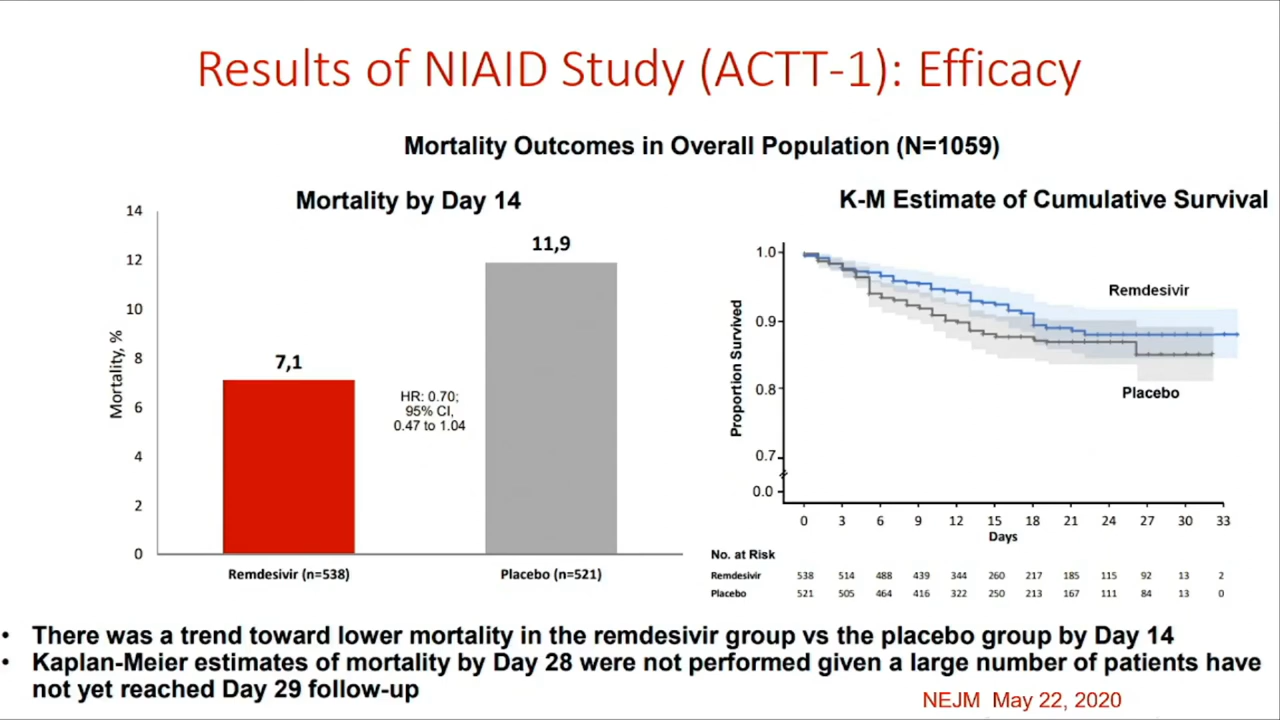 Results of NIAID Study (ACTT-1): Efficacy
Mortality Outcomes in Overall Population (N=1059)
Mortality by Day 14
14
12
10
8
6
4
2
0
Mortality, %
7,1
11,9
HR: 0.70;
95% CI,
0.47 to 1.04
Remdesivir (n=538)
Placebo (n=521)
K-M Estimate of Cumulative Survival
1.0
0.9
0.8
0.7
0.0
Proportion Survived
Remdesivir
Placebo
0 3 6 9 12 15 18 21 24 27 30 33
Days
No. at Risk
Remdesivir 538 514 488 439 344 260 217 185 115 92 13 2
Placebo 521 505 464 416 322 250 213 167 111 84 13 0
• There was a trend toward lower mortality in the remdesivir group vs the placebo group by Day 14
• Kaplan-Meier estimates of mortality by Day 28 were not performed given a large number of patients have
not yet reached Day 29 follow-up
NEJM May 22, 2020